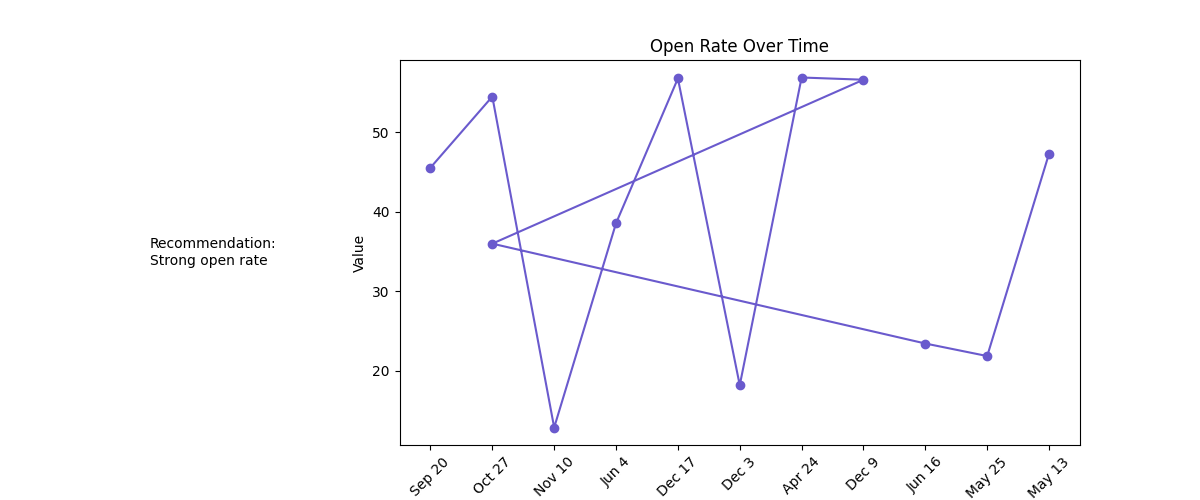 Open Rate Over Time
Recommendation:
Strong open rate
Value
50
40
30
20
Sep 20
Oct 27
Nov 10
Jun 4
Dec 17
Dec 3
Apr 24
Dec 9
Jun 16
May 25
May 13